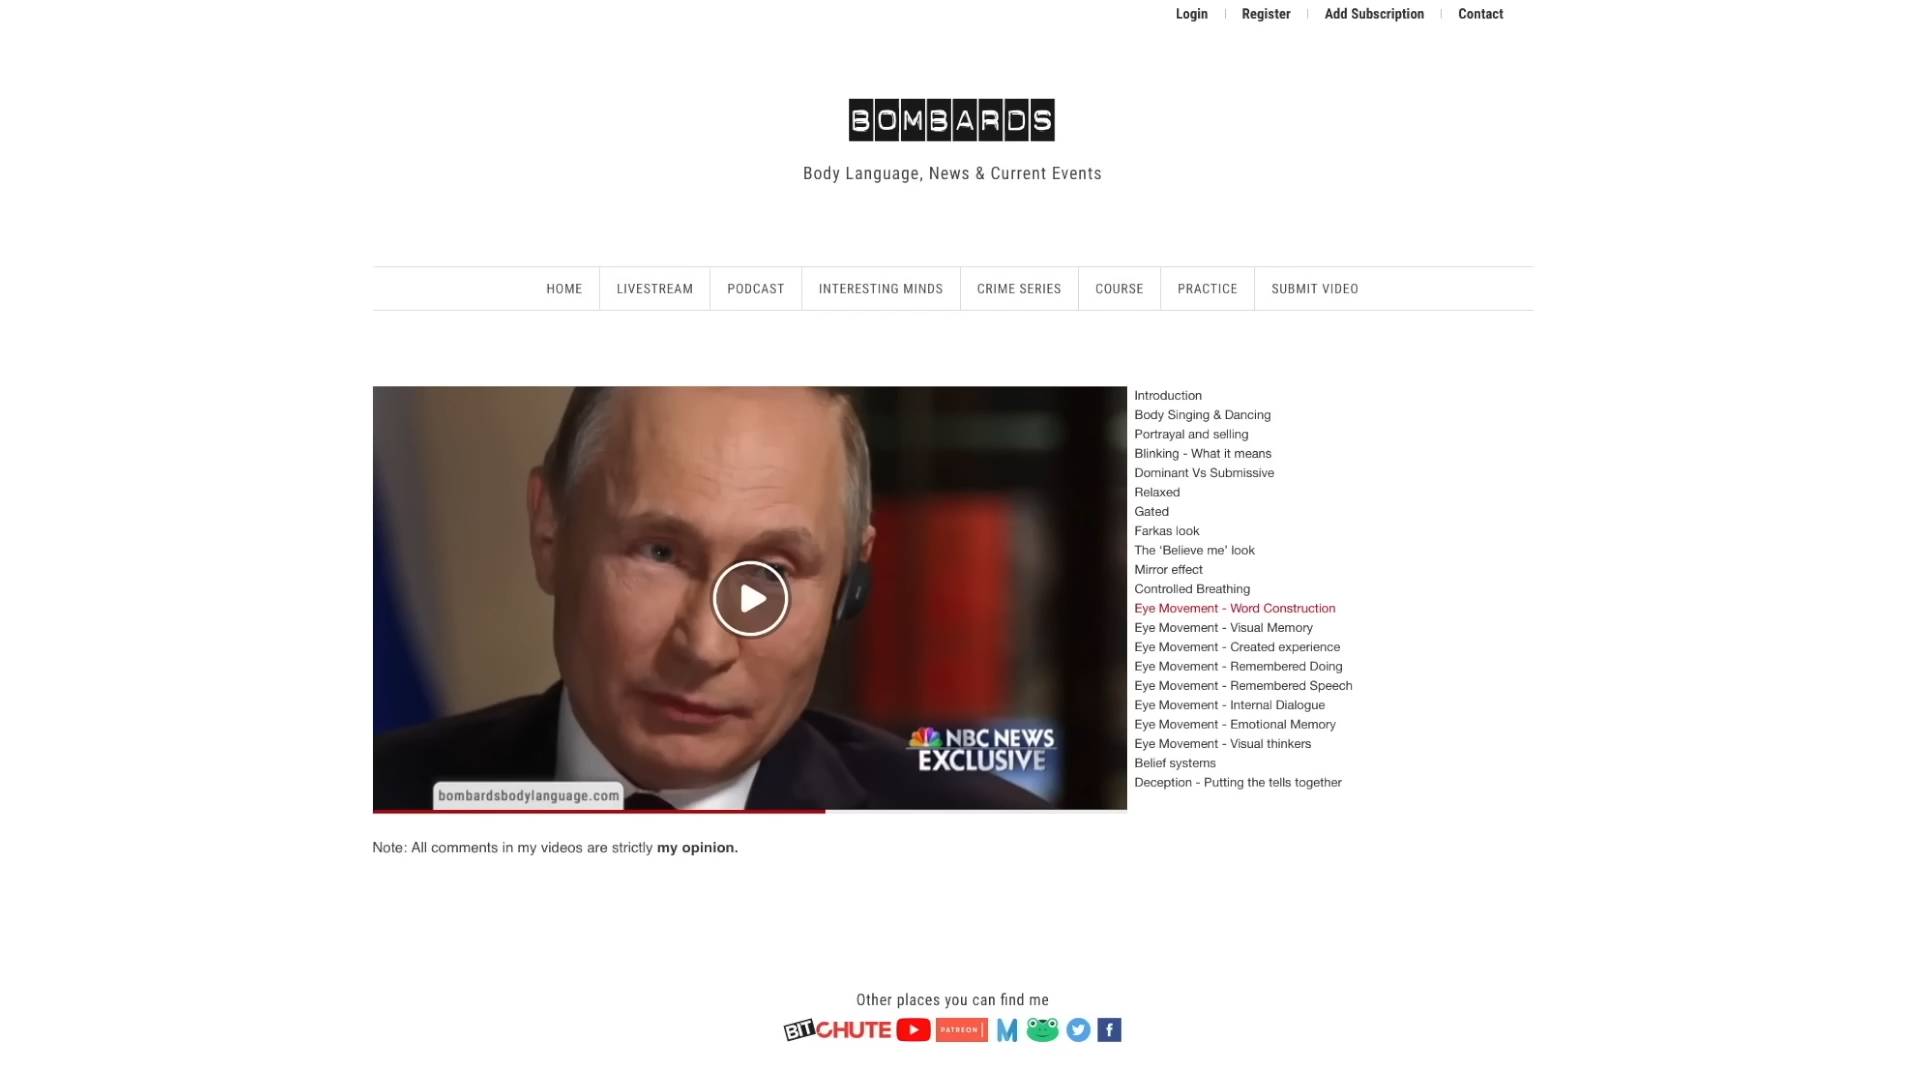 Login
Register
Add Subscription
Contact
BOMBARDS
Body Language, News & Current Events
HOME
LIVESTREAM
PODCAST
INTERESTING MINDS
CRIME SERIES
COURSE
PRACTICE
SUBMIT VIDEO
NBC NEWS
EXCLUSIVE
bombardsbodylanguage.com
Introduction
Body Singing & Dancing
Portrayal and selling
Blinking - What it means
Dominant Vs Submissive
Relaxed
Gated
Farkas look
The ‘Believe me’ look
Mirror effect
Controlled Breathing
Eye Movement - Word Construction
Eye Movement - Visual Memory
Eye Movement - Created experience
Eye Movement - Remembered Doing
Eye Movement - Remembered Speech
Eye Movement - Internal Dialogue
Eye Movement - Emotional Memory
Eye Movement - Visual thinkers
Belief systems
Deception - Putting the tells together
Note: All comments in my videos are strictly my opinion.
Other places you can find me
BITCHUTE
PATREON
M
f